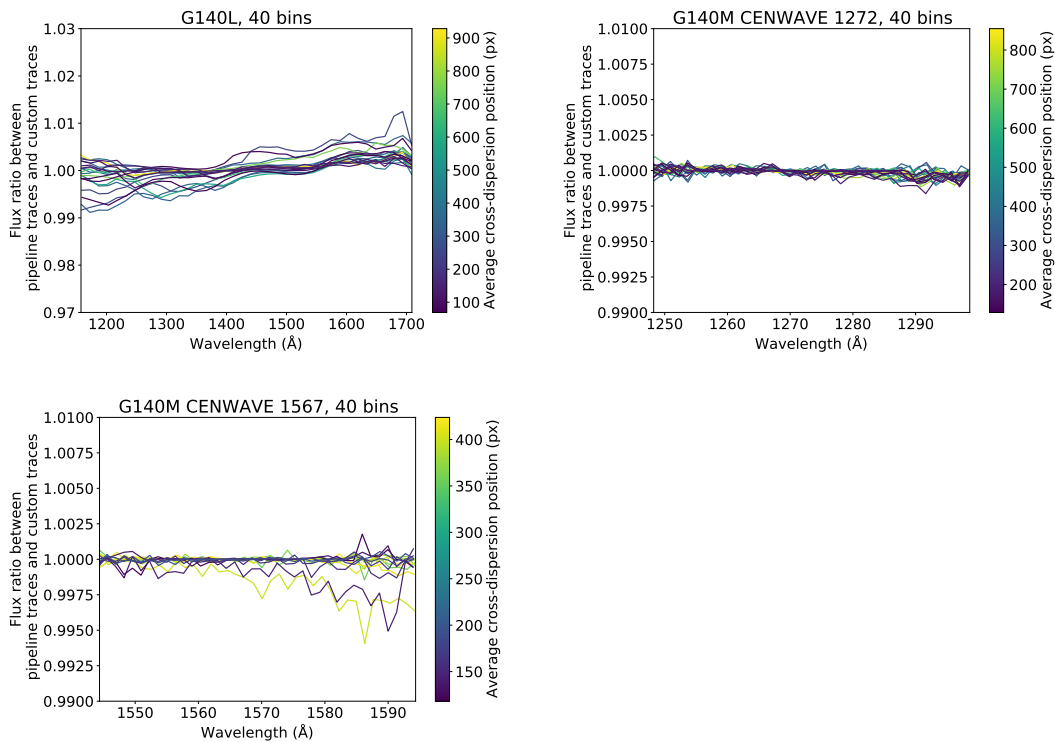 G140L, 40 bins
1.03
1.02
1.01
1.00
0.99
0.98
0.97
1200 1300 1400 1500 1600 1700
Wavelength (Å)
Flux ratio between
pipeline traces and custom traces
900
800
700
600
500
400
300
200
100
Average cross-dispersion position (px)
G140M CENWAVE 1272, 40 bins
1.0100
1.0075
1.0050
1.0025
1.0000
0.9975
0.9950
0.9925
0.9900
1250 1260 1270 1280 1290
Wavelength (Å)
Flux ratio between
pipeline traces and custom traces
800
700
600
500
400
300
200
Average cross-dispersion position (px)
G140M CENWAVE 1567, 40 bins
1.0100
1.0075
1.0050
1.0025
1.0000
0.9975
0.9950
0.9925
0.9900
1550 1560 1570 1580 1590
Wavelength (Å)
Flux ratio between
pipeline traces and custom traces
400
350
300
250
200
150
Average cross-dispersion position (px)